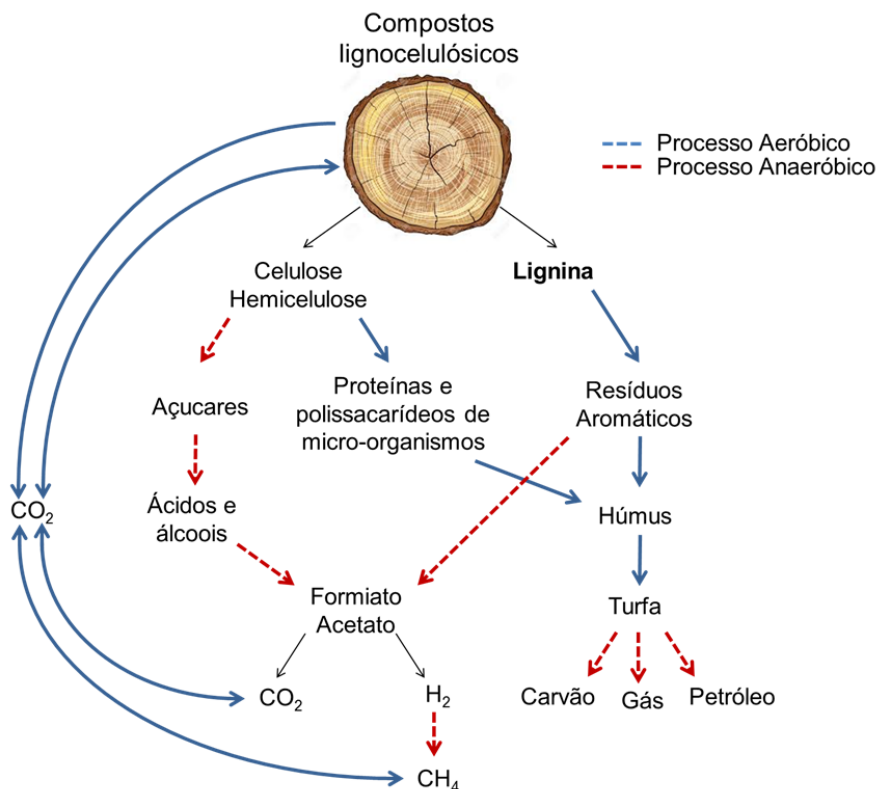 Compostos
lignocelulósicos
Processo Aeróbico
Processo Anaeróbico
Celulose
Hemicelulose
Lignina
Açucares
Proteínas e
polissacarídeos de
micro-organismos
Resíduos
Aromáticos
CO₂
Ácidos e
álcoois
Húmus
Formiato
Acetato
Turfa
CO₂
H₂
Carvão
Gás
Petróleo
CH₄